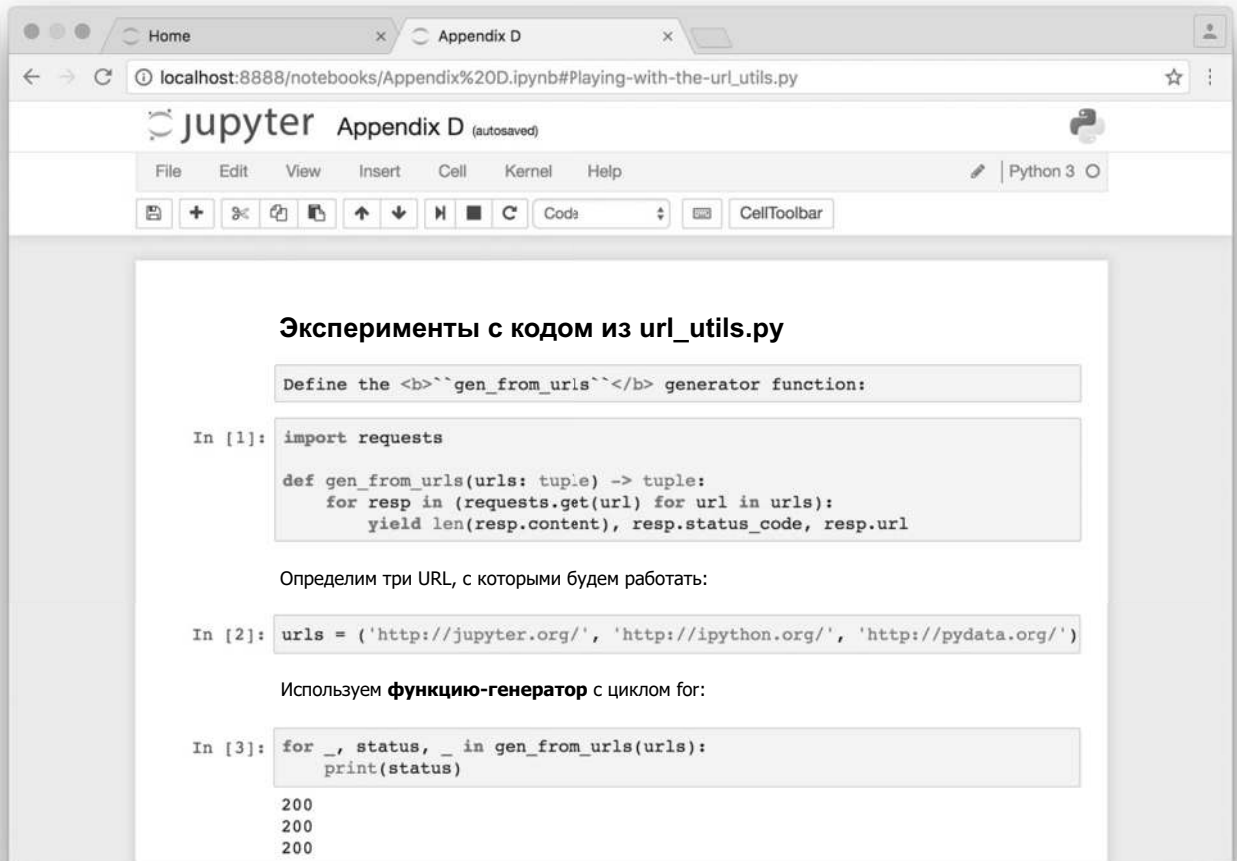 Home
Appendix D
localhost:8888/notebooks/Appendix%20D.ipynb#Playing-with-the-url_utils.py
jupyter Appendix D (autosaved)
File Edit View Insert Cell Kernel Help Python 3
Code CellToolbar
Эксперименты с кодом из url_utils.py
Define the <b>``gen_from_urls``</b> generator function:
In [1]: import requests
def gen_from_urls(urls: tuple) -> tuple:
    for resp in (requests.get(url) for url in urls):
        yield len(resp.content), resp.status_code, resp.url
Определим три URL, с которыми будем работать:
In [2]: urls = ('http://jupyter.org/', 'http://ipython.org/', 'http://pydata.org/')
Используем функцию-генератор с циклом for:
In [3]: for _, status, _ in gen_from_urls(urls):
    print(status)
200
200
200